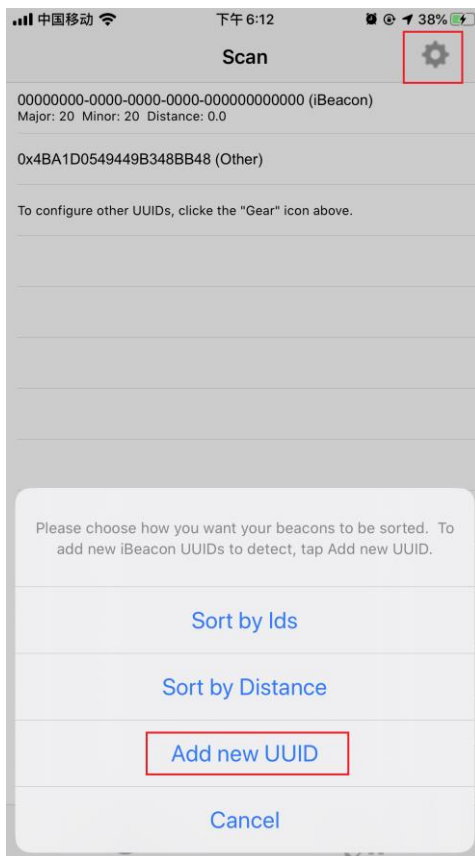 中国移动 下午 6:12 38%
Scan
00000000-0000-0000-0000-000000000000 (iBeacon)
Major: 20 Minor: 20 Distance: 0.0
0x4BA1D0549449B348BB48 (Other)
To configure other UUIDs, clicke the "Gear" icon above.
Please choose how you want your beacons to be sorted. To
add new iBeacon UUIDs to detect, tap Add new UUID.
Sort by Ids
Sort by Distance
Add new UUID
Cancel